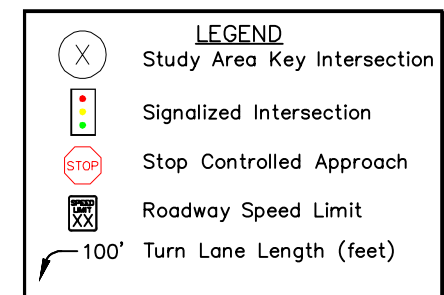 LEGEND
X Study Area Key Intersection
Signalized Intersection
STOP Stop Controlled Approach
SPEED LIMIT XX Roadway Speed Limit
100' Turn Lane Length (feet)